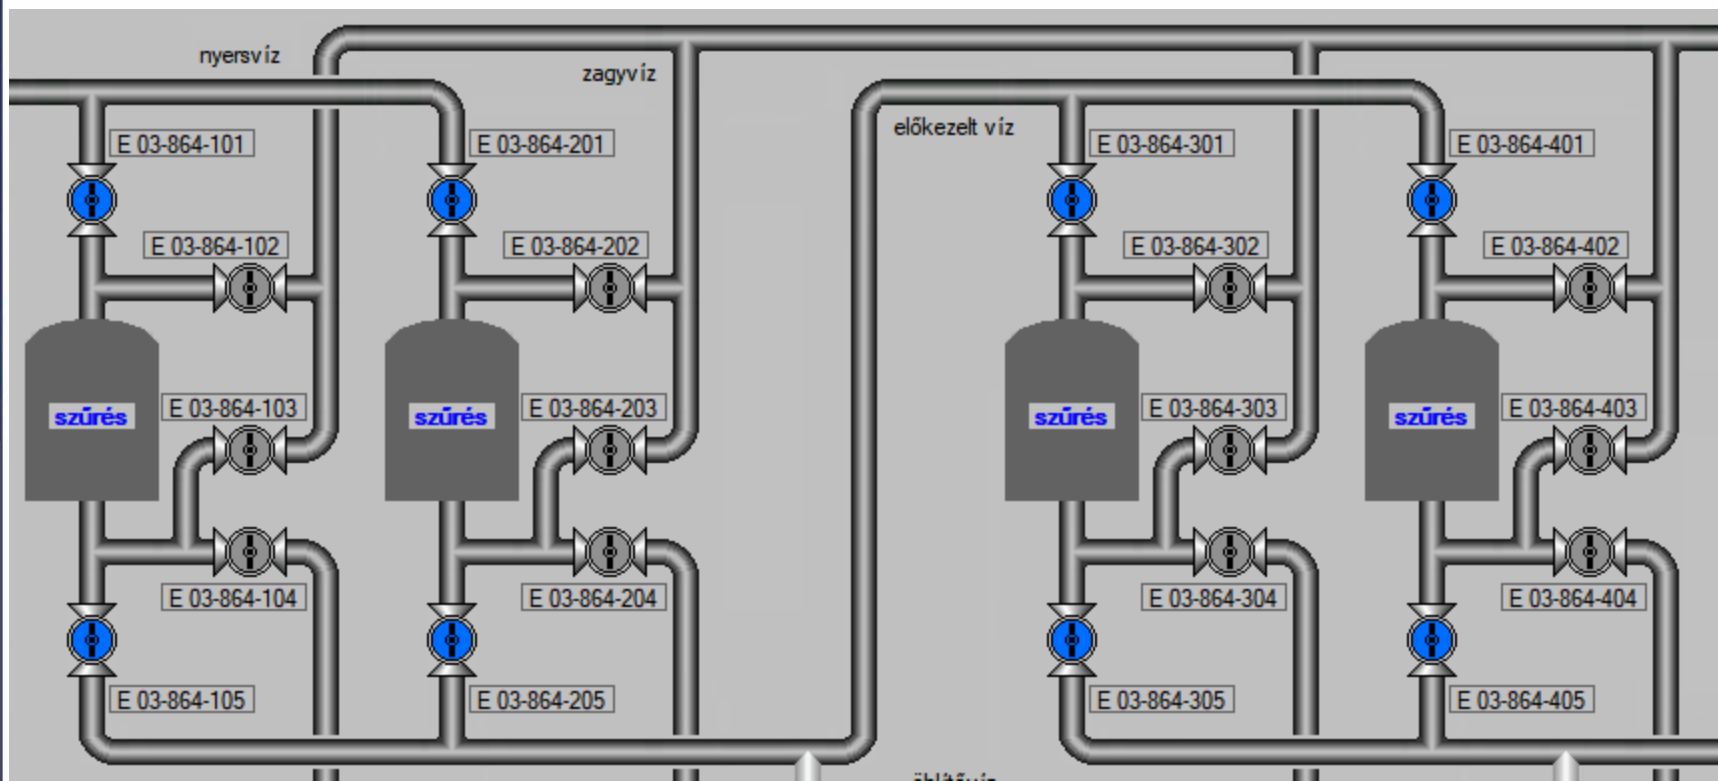 nyersvíz
zagyvíz
előkezelt víz
E 03-864-101
E 03-864-201
E 03-864-301
E 03-864-401
E 03-864-102
E 03-864-202
E 03-864-302
E 03-864-402
szűrés
E 03-864-103
szűrés
E 03-864-203
szűrés
E 03-864-303
szűrés
E 03-864-403
E 03-864-104
E 03-864-204
E 03-864-304
E 03-864-404
E 03-864-105
E 03-864-205
E 03-864-305
E 03-864-405